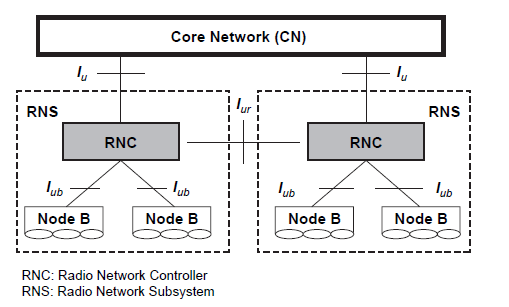 Core Network (CN)
Iu
Iu
Iur
RNS
RNS
RNC
RNC
Iub
Iub
Iub
Iub
Node B
Node B
Node B
Node B
RNC: Radio Network Controller
RNS: Radio Network Subsystem